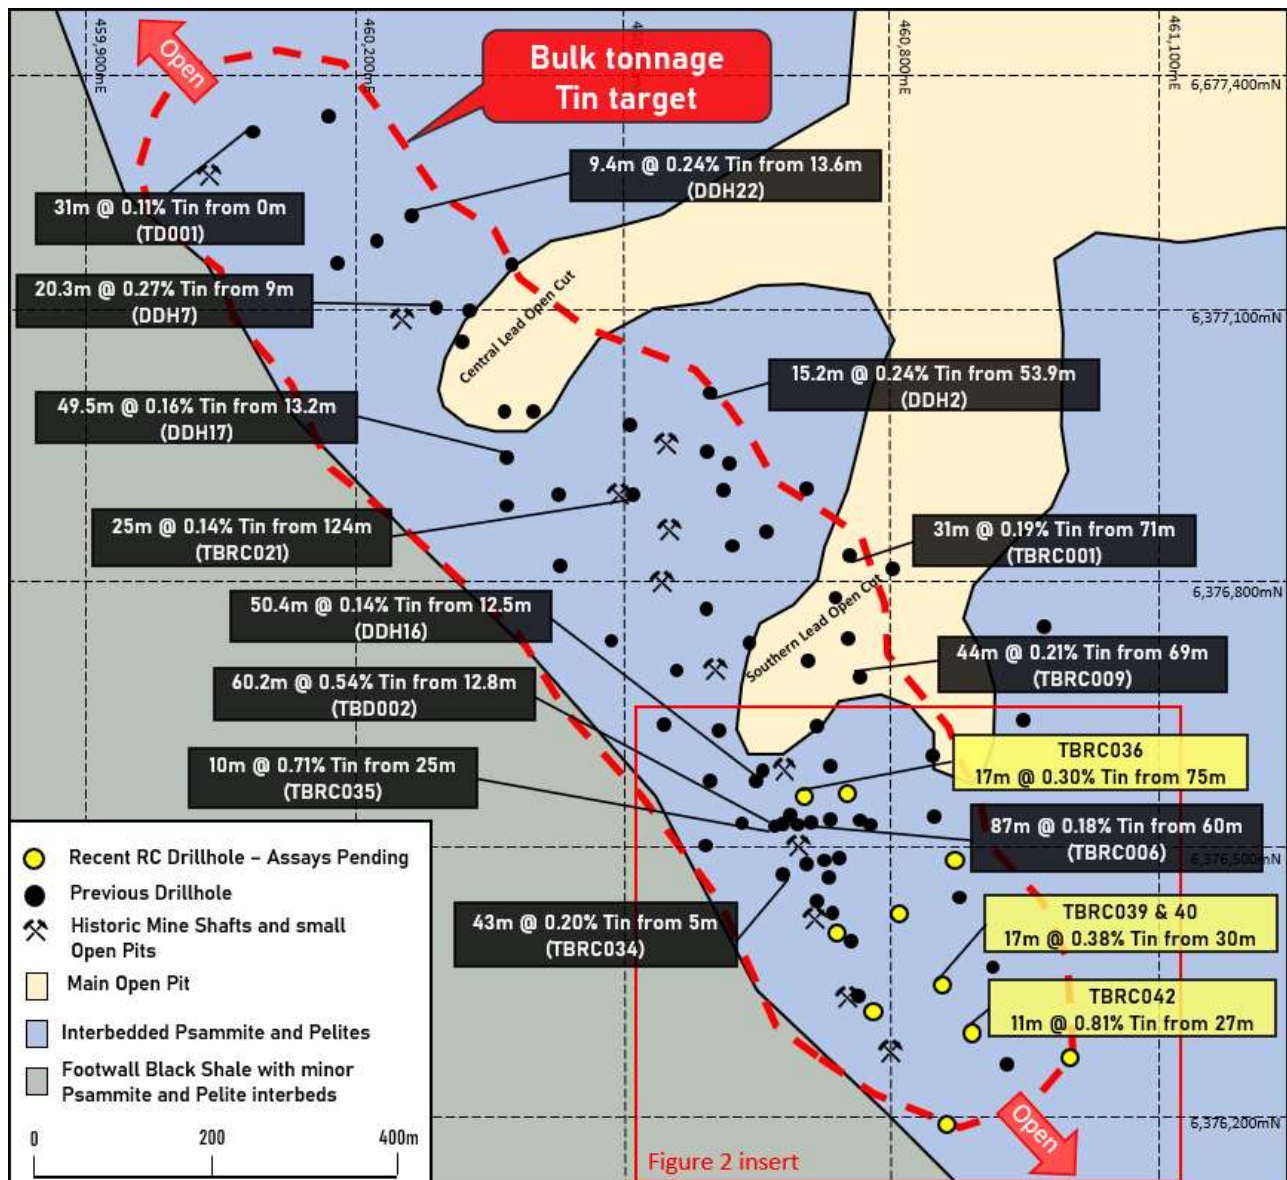 459,900mE
460,200mE
460,800mE
461,100mE
Open
Bulk tonnage
Tin target
6,677,400mN
9.4m @ 0.24% Tin from 13.6m
(DDH22)
31m @ 0.11% Tin from 0m
(TD001)
20.3m @ 0.27% Tin from 9m
(DDH7)
6,377,100mN
Central Lead Open Cut
15.2m @ 0.24% Tin from 53.9m
(DDH2)
49.5m @ 0.16% Tin from 13.2m
(DDH17)
25m @ 0.14% Tin from 124m
(TBRC021)
31m @ 0.19% Tin from 71m
(TBRC001)
6,376,800mN
Southern Lead Open Cut
50.4m @ 0.14% Tin from 12.5m
(DDH16)
44m @ 0.21% Tin from 69m
(TBRC009)
60.2m @ 0.54% Tin from 12.8m
(TBD002)
10m @ 0.71% Tin from 25m
(TBRC035)
TBRC036
17m @ 0.30% Tin from 75m
87m @ 0.18% Tin from 60m
(TBRC006)
6,376,500mN
43m @ 0.20% Tin from 5m
(TBRC034)
TBRC039 & 40
17m @ 0.38% Tin from 30m
TBRC042
11m @ 0.81% Tin from 27m
6,376,200mN
Open
Figure 2 insert
Recent RC Drillhole – Assays Pending
Previous Drillhole
Historic Mine Shafts and small
Open Pits
Main Open Pit
Interbedded Psammite and Pelites
Footwall Black Shale with minor
Psammite and Pelite interbeds
0 200 400m